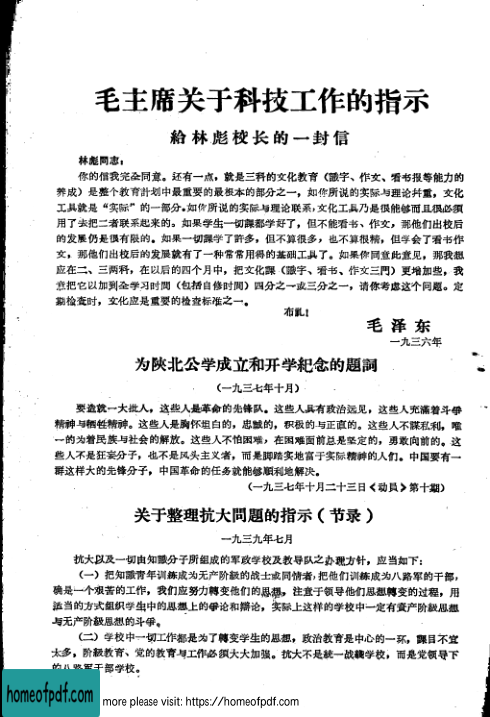 毛主席关于科技工作的指示
給林彪校长的一封信
林彪同志：
你的信我完全同意。还有一点，就是三科的文化教育（識字、作文、看书报等能力的
养成）是整个教育計划中最重要的最根本的部分之一，如你所說的实际与理论幷重，文化
工具就是“实际”的一部分。如你所說的实际与理论联系，文化工具乃是很能够而且很必須
用了去把二者联系起来的。如果学生一切課都学好了，但不能看书、作文，那他们出校后
的发展仍是很有限的。如果一切課学了許多，但不算很多，也不算很精，但学会了看书作
文，那他们出校后的发展就有了一种常常用得的基础工具了。如果你同意此意见，那我想
应在二、三两科，在以后的四个月中，把文化課（識字、看书、作文三門）更增加些，我
意把它以加到全学习时間（包括自修时間）四分之一或三分之一，请你考虑这个問题。定
期检查时，文化应是重要的检查标准之一。
布礼！
毛泽东
一九三六年
为陕北公学成立和开学紀念的題詞
（一九三七年十月）
要造就一大批人，这些人是革命的先锋队。这些人具有政治远见，这些人充滿着斗爭
精神与牺牲精神。这些人是胸怀坦白的，忠誠的，积极的与正直的。这些人不謀私利，唯
一的为着民族与社会的解放。这些人不怕困难，在困难面前总是坚定的，勇敢向前的。这
些人不是狂妄分子，也不是风头主义者，而是脚踏实地富于实际精神的人们。中国要有一
群这样大的先锋分子，中国革命的任务就能够順利地解决。
（一九三七年十月二十三日《动員》第十期）
关于整理抗大問題的指示（节录）
一九三九年七月
抗大以及一切由知識分子所組成的军政学校及教导队之办理方針，应当如下：
（一）把知識青年训练成为无产阶級的战士或同情者，把他们训练成为八路军的干部，
确是一个艰苦的工作，我们应努力轉变他们的思想，注意于领导他们思想轉变的过程，用
适当的方式組织学生中的思想上的爭论和辯论，实际上这样的学校中一定有資产阶級思想
与无产阶級思想的斗爭。
（二）学校中一切工作都是为了轉变学生的思想，政治教育是中心的一环，課目不宜
太多，阶級教育、党的教育与工作必須大大加强。抗大不是統一战綫学校，而是党领导下
的八路军干部学校。
homeofpdf.com
more please visit: https://homeofpdf.com